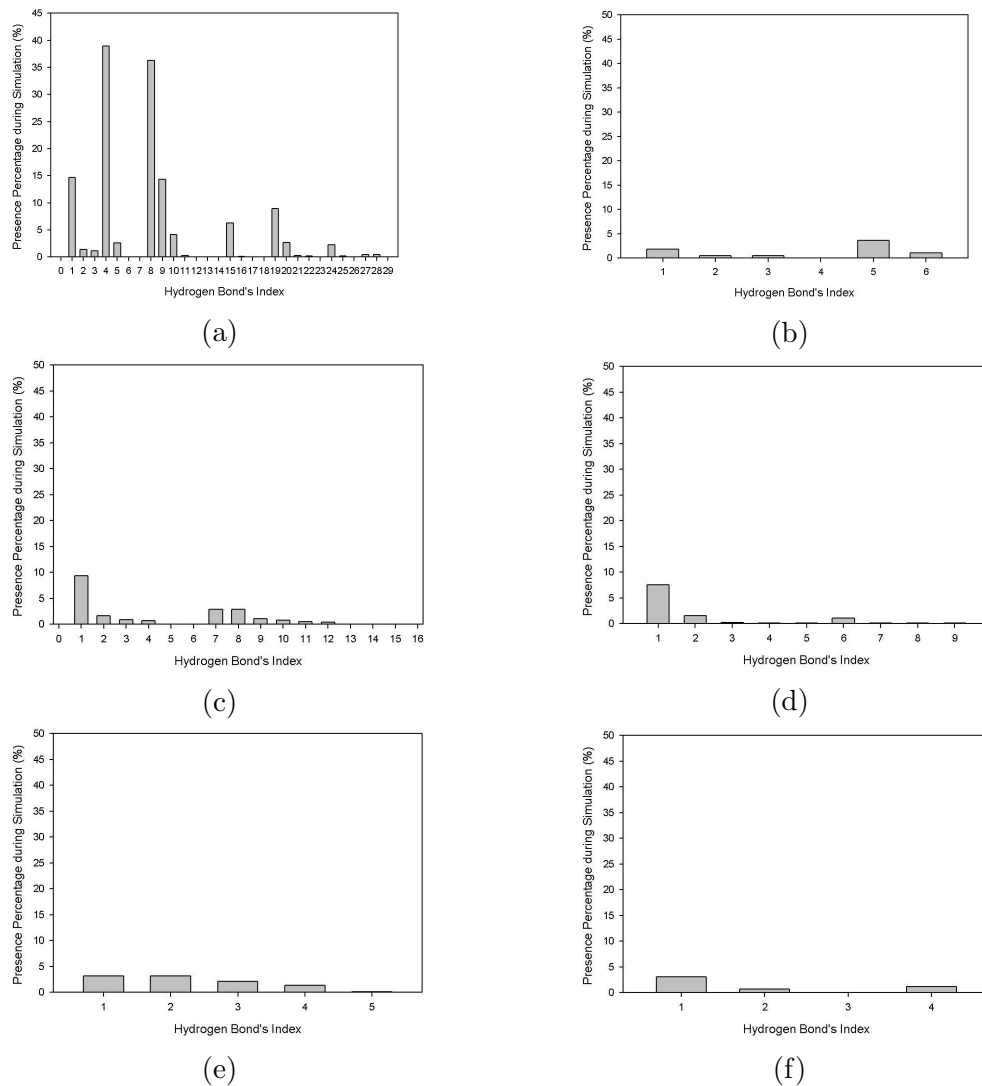 Presence Percentage during Simulation (%)
45
40
35
30
25
20
15
10
5
0
0 1 2 3 4 5 6 7 8 9 10 11 12 13 14 15 16 17 18 19 20 21 22 23 24 25 26 27 28 29
Hydrogen Bond's Index
(a)
Presence Percentage during Simulation (%)
50
45
40
35
30
25
20
15
10
5
0
1 2 3 4 5 6
Hydrogen Bond's Index
(b)
Presence Percentage during Simulation (%)
50
45
40
35
30
25
20
15
10
5
0
0 1 2 3 4 5 6 7 8 9 10 11 12 13 14 15 16
Hydrogen Bond's Index
(c)
Presence Percentage during Simulation (%)
50
45
40
35
30
25
20
15
10
5
0
1 2 3 4 5 6 7 8 9
Hydrogen Bond's Index
(d)
Presence Percentage during Simulation (%)
50
45
40
35
30
25
20
15
10
5
0
1 2 3 4 5
Hydrogen Bond's Index
(e)
Presence Percentage during Simulation (%)
50
45
40
35
30
25
20
15
10
5
0
1 2 3 4
Hydrogen Bond's Index
(f)